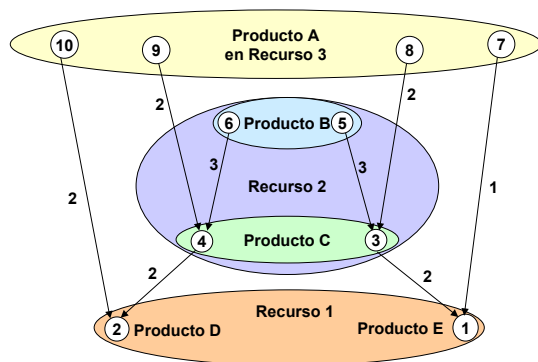 10
9
Producto A
en Recurso 3
8
7
2
2
6
Producto B
5
3
3
2
Recurso 2
1
4
Producto C
3
2
2
Recurso 1
2
Producto D
Producto E
1